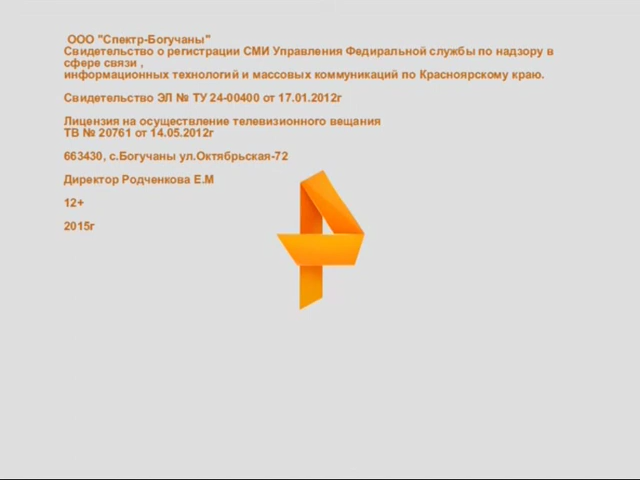 ООО "Спектр-Богучаны"
Свидетельство о регистрации СМИ Управления Федиральной службы по надзору в
сфере связи ,
информационных технологий и массовых коммуникаций по Красноярскому краю.
Свидетельство ЭЛ № ТУ 24-00400 от 17.01.2012г
Лицензия на осуществление телевизионного вещания
ТВ № 20761 от 14.05.2012г
663430, с.Богучаны ул.Октябрьская-72
Директор Родченкова Е.М
12+
2015г